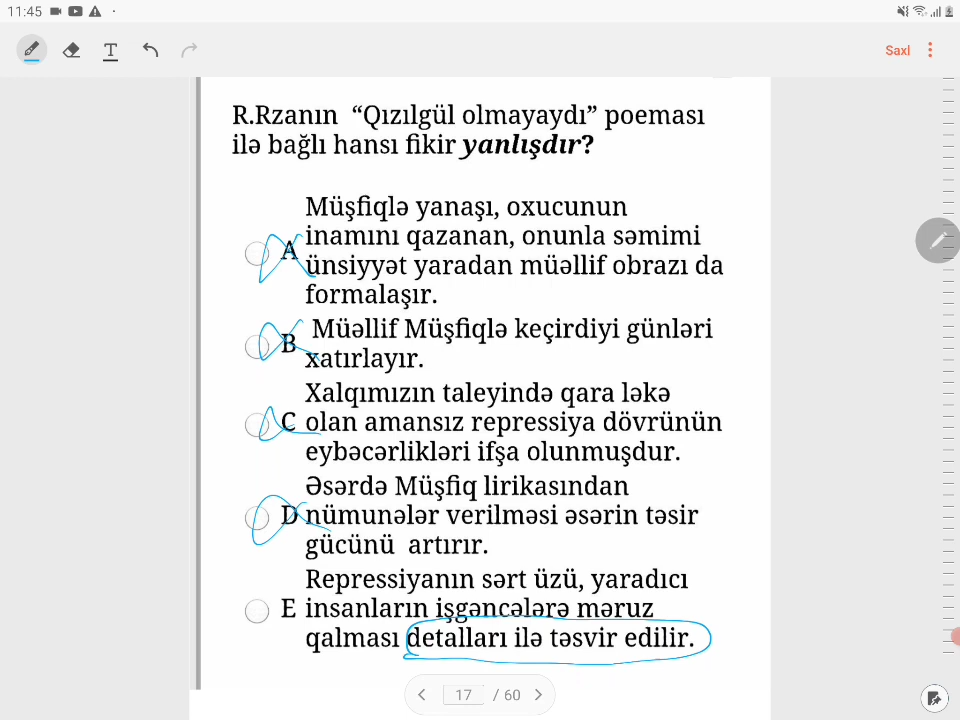 11:45
T
Saxl
R.Rzanın “Qızılgül olmayaydı” poeması
ilə bağlı hansı fikir yanlışdır?
Müşfiqlə yanaşı, oxucunun
A inamını qazanan, onunla səmimi
ünsiyyət yaradan müəllif obrazı da
formalaşır.
B Müəllif Müşfiqlə keçirdiyi günləri
xatırlayır.
Xalqımızın taleyində qara ləkə
C olan amansız repressiya dövrünün
eybəcərlikləri ifşa olunmuşdur.
Əsərdə Müşfiq lirikasından
D nümunələr verilməsi əsərin təsir
gücünü artırır.
Repressiyanın sərt üzü, yaradıcı
E insanların işgəncələrə məruz
qalması detalları ilə təsvir edilir.
17 / 60